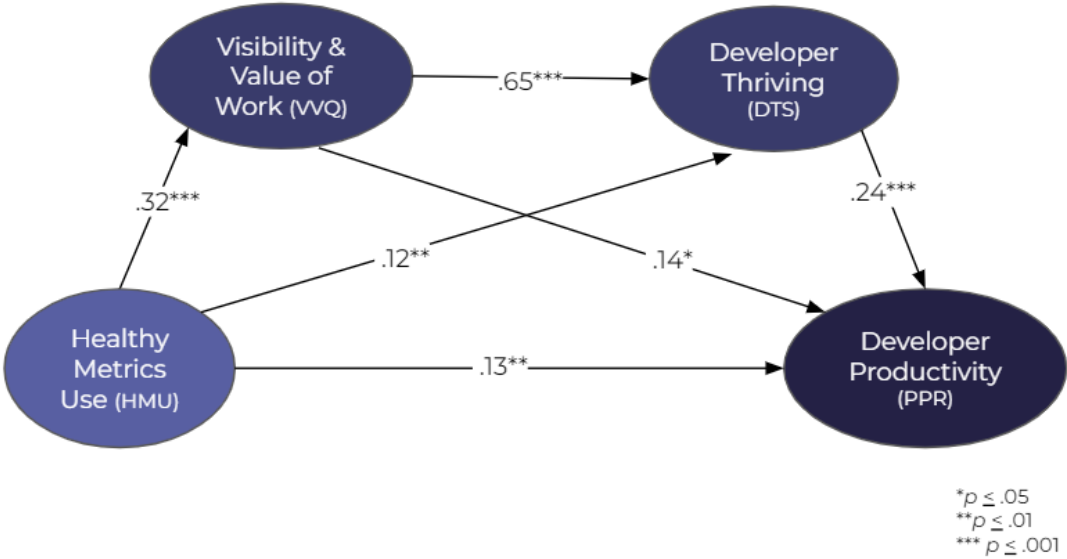 Visibility &
Value of
Work (VVQ)
Developer
Thriving
(DTS)
.65***
.32***
.24***
.12**
.14*
Healthy
Metrics
Use (HMU)
.13**
Developer
Productivity
(PPR)
*p ≤ .05
**p ≤ .01
*** p ≤ .001